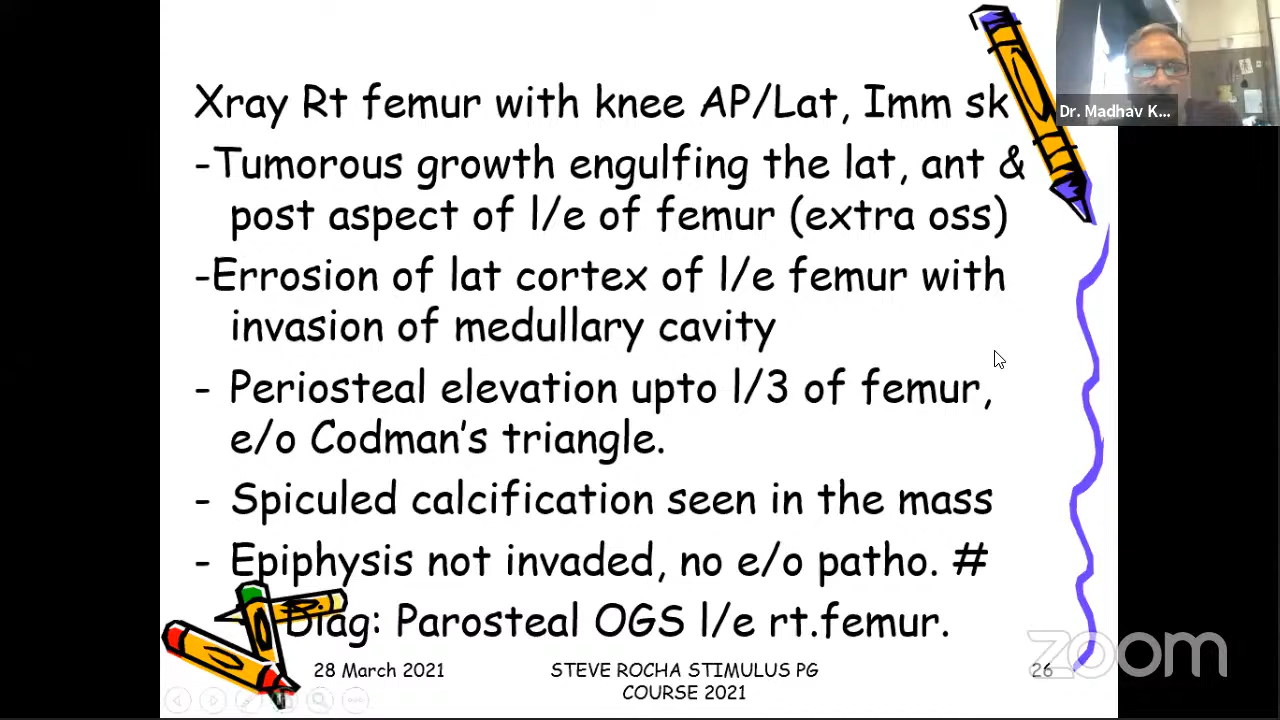 Xray Rt femur with knee AP/Lat, Imm sk
Dr. Madhav K...
-Tumorous growth engulfing the lat, ant &
post aspect of l/e of femur (extra oss)
-Errosion of lat cortex of l/e femur with
invasion of medullary cavity
- Periosteal elevation upto l/3 of femur,
e/o Codman's triangle.
- Spiculed calcification seen in the mass
- Epiphysis not invaded, no e/o patho. #
Diag: Parosteal OGS l/e rt.femur.
28 March 2021
STEVE ROCHA STIMULUS PG
COURSE 2021
26
zoom